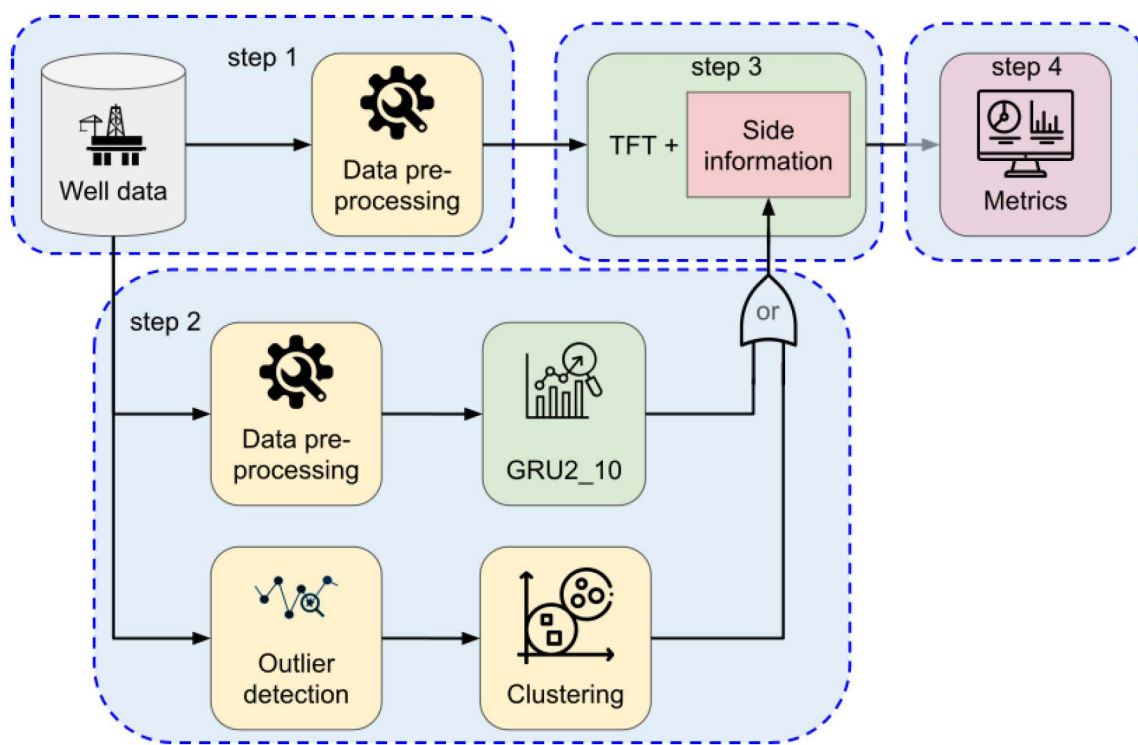 step 1
Well data
Data pre-
processing
step 3
TFT +
Side
information
step 4
Metrics
step 2
or
Data pre-
processing
GRU2_10
Outlier
detection
Clustering